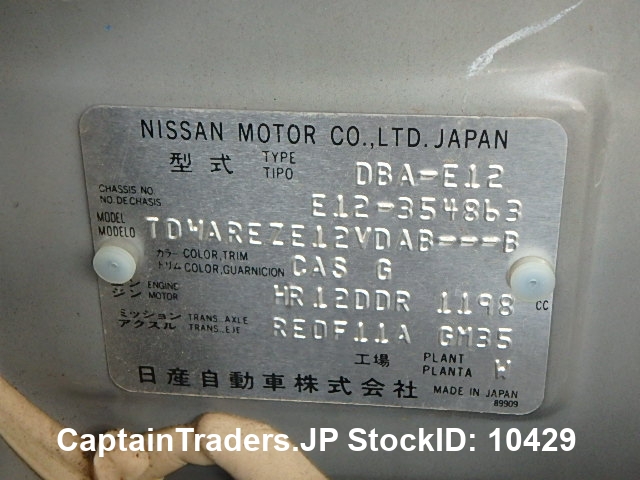 NISSAN MOTOR CO.,LTD. JAPAN
型式 TYPE TIPO DBA-E12
CHASSIS NO. NO. DE CHASIS E12-354863
MODEL MODELO TDWAREZE12VDAB---B
カラー トリム COLOR,TRIM COLOR,GUARNICION CAS G
エンジン ENGINE MOTOR HR12DDR 1198 CC
ミッション アクスル TRANS. AXLE TRANS. EJE RE0F11A GM35
工場 PLANT PLANTA W
日産自動車株式会社 MADE IN JAPAN
89909
CaptainTraders.JP StockID: 10429